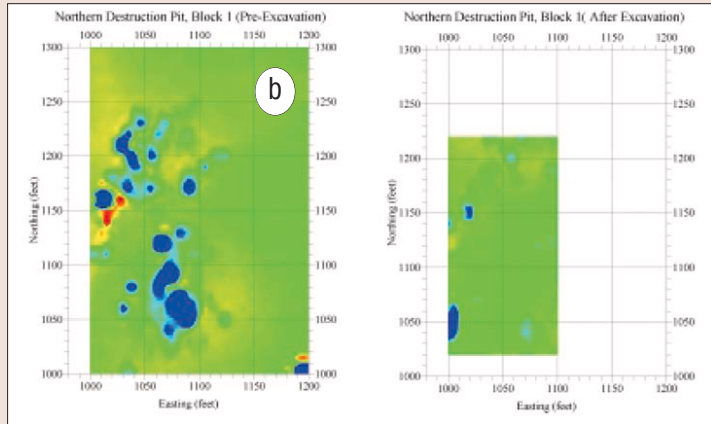 Northern Destruction Pit, Block 1 (Pre-Excavation)
1000 1050 1100 1150 1200
1300 1300
b
1250 1250
1200 1200
1150 1150
1100 1100
1050 1050
1000 1000
1000 1050 1100 1150 1200
Northing (feet)
Easting (feet)
Northern Destruction Pit, Block 1( After Excavation)
1000 1050 1100 1150 1200
1300 1300
1250 1250
1200 1200
1150 1150
1100 1100
1050 1050
1000 1000
1000 1050 1100 1150 1200
Northing (feet)
Easting (feet)